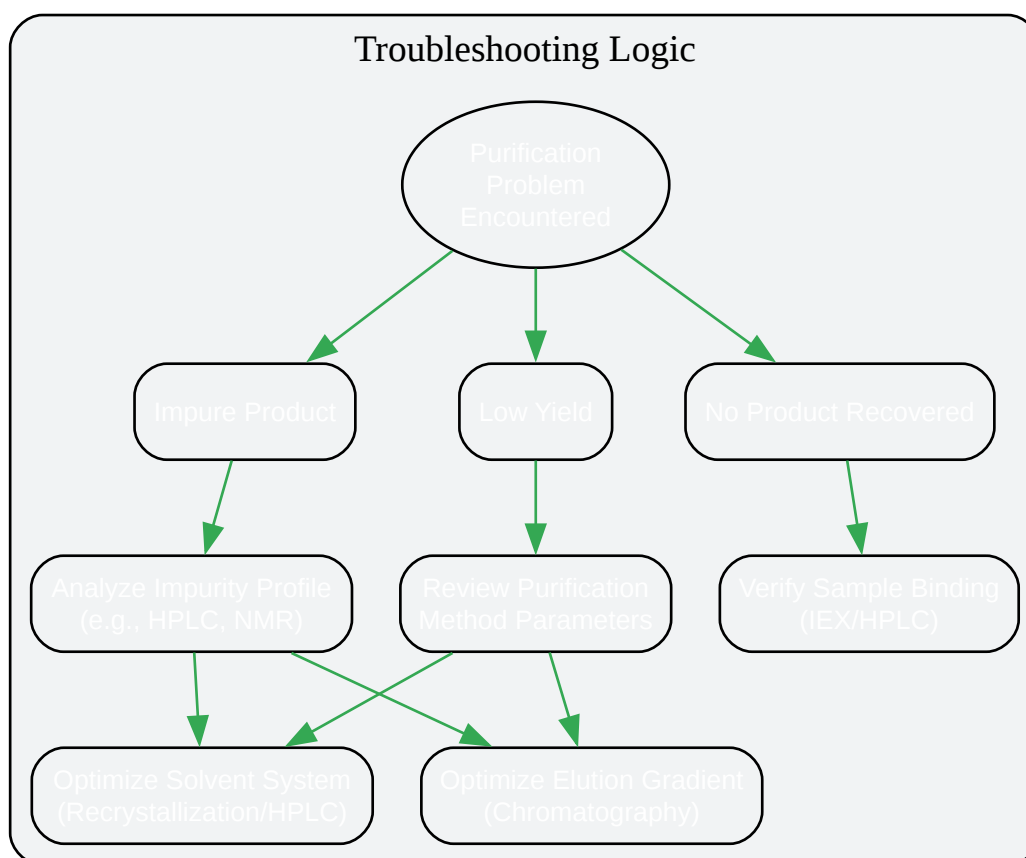 Troubleshooting Logic
Purification
Problem
Encountered
Impure Product
Low Yield
No Product Recovered
Analyze Impurity Profile
(e.g., HPLC, NMR)
Review Purification
Method Parameters
Verify Sample Binding
(IEX/HPLC)
Optimize Solvent System
(Recrystallization/HPLC)
Optimize Elution Gradient
(Chromatography)